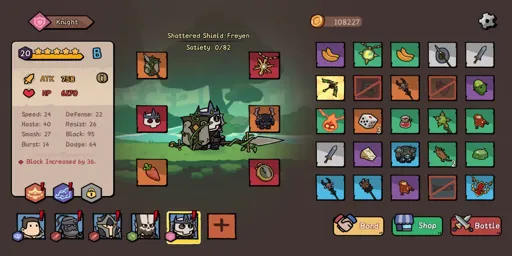 Knight
Shattered Shield·Freyen
Satiety 0/82
108227
20
B
ATK 758
HP 6170
Speed: 24 Defense: 22
Haste: 40 Resist: 26
Smash: 27 Block: 95
Burst: 14 Dodge: 64
Block Increased by 36.
2
Bond
Shop
Battle